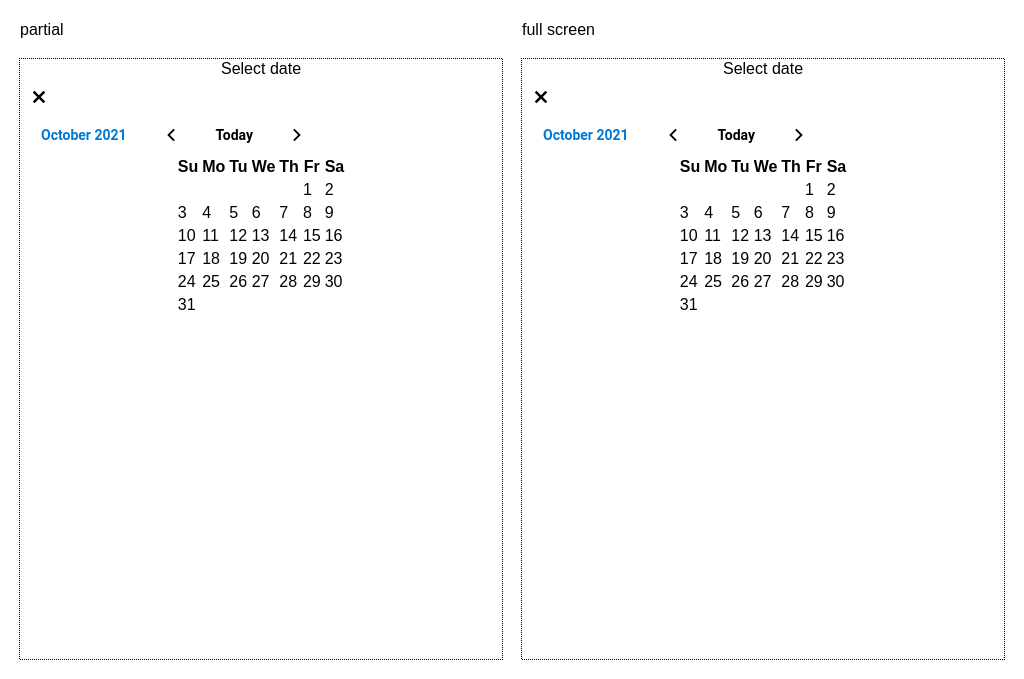 partial
Select date
October 2021 Today
Su Mo Tu We Th Fr Sa
1 2
3 4 5 6 7 8 9
10 11 12 13 14 15 16
17 18 19 20 21 22 23
24 25 26 27 28 29 30
31
full screen
Select date
October 2021 Today
Su Mo Tu We Th Fr Sa
1 2
3 4 5 6 7 8 9
10 11 12 13 14 15 16
17 18 19 20 21 22 23
24 25 26 27 28 29 30
31